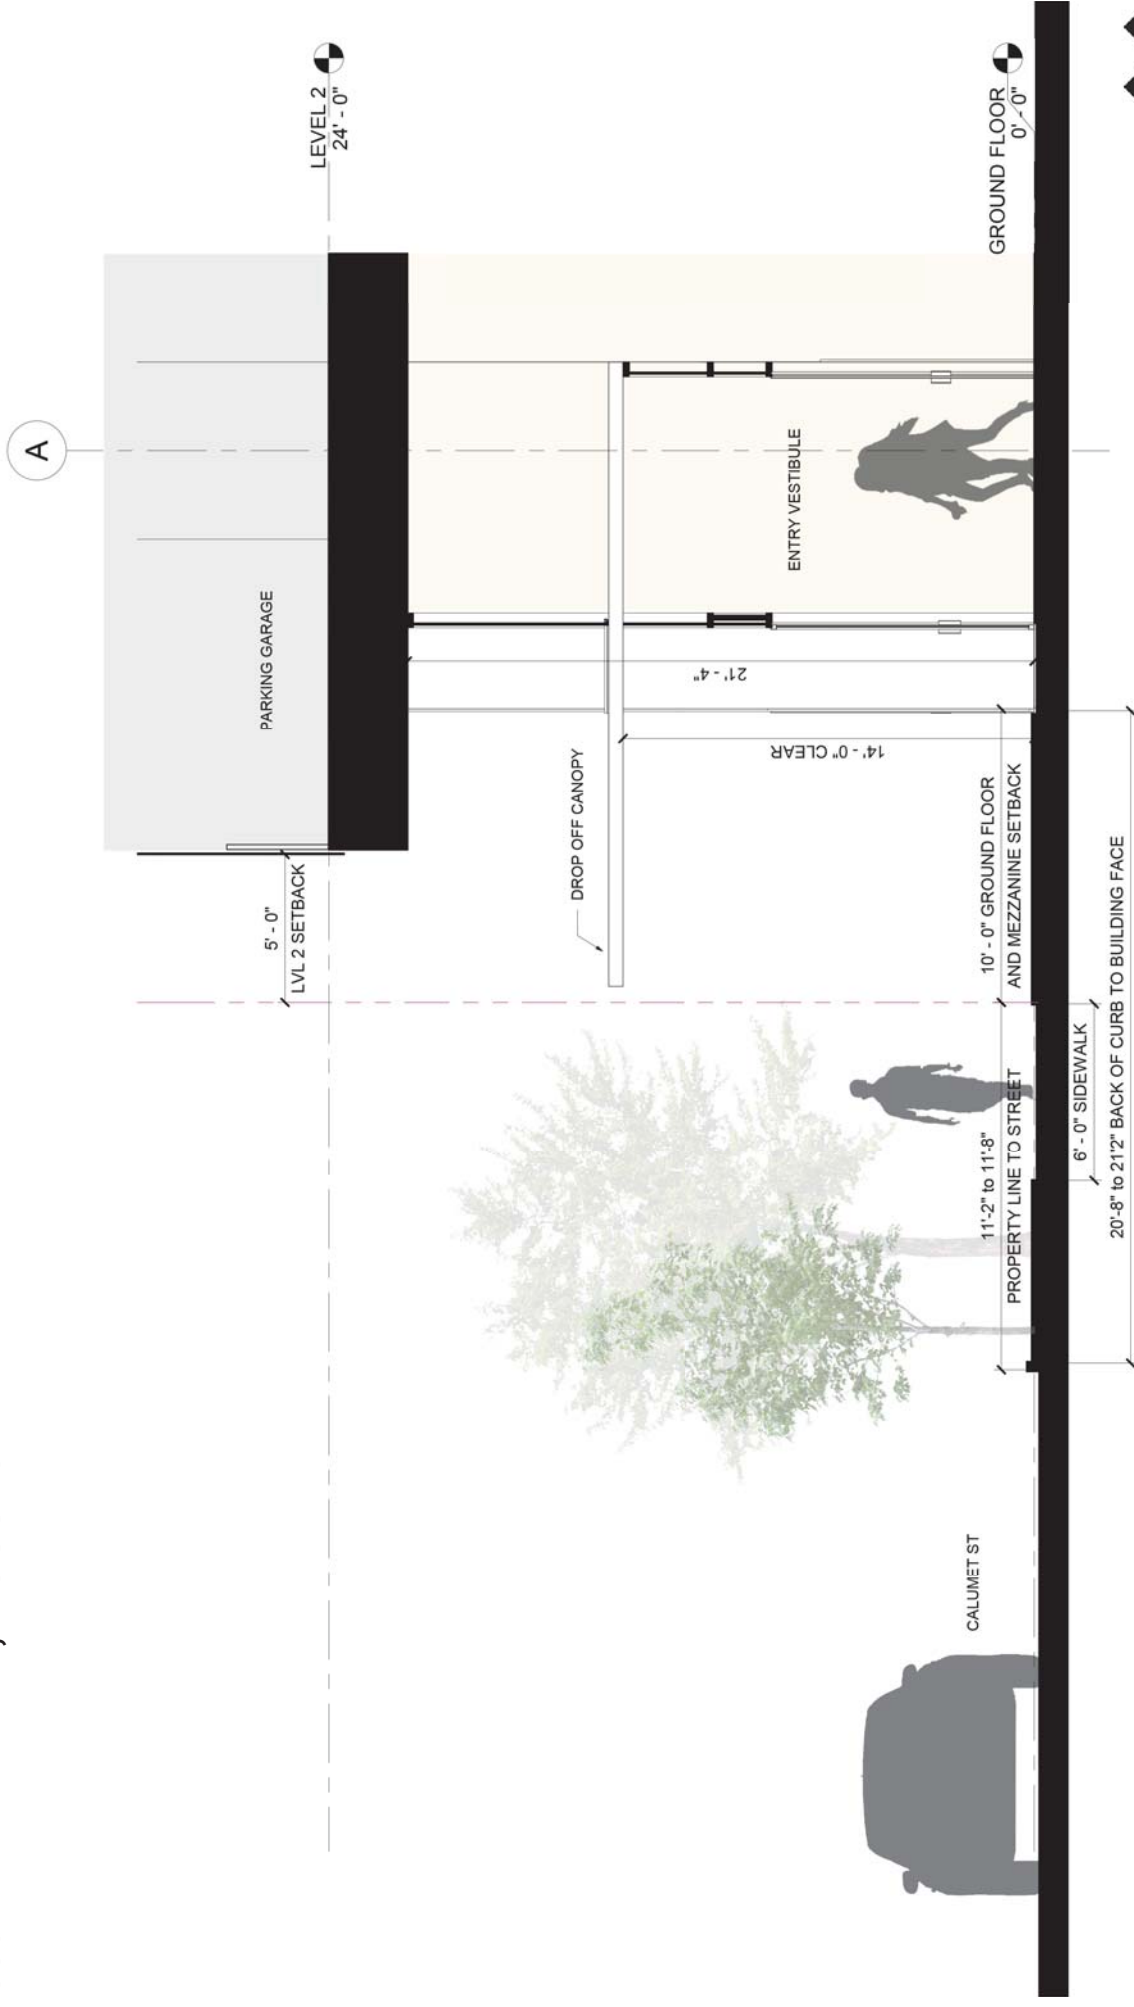 A
LEVEL 2
24' - 0"
PARKING GARAGE
5' - 0"
LVL 2 SETBACK
DROP OFF CANOPY
ENTRY VESTIBULE
21' - 4"
14' - 0" CLEAR
GROUND FLOOR
0' - 0"
10' - 0" GROUND FLOOR
AND MEZZANINE SETBACK
11'-2" to 11'-8"
PROPERTY LINE TO STREET
6' - 0" SIDEWALK
20'-8" to 21'2" BACK OF CURB TO BUILDING FACE
CALUMET ST